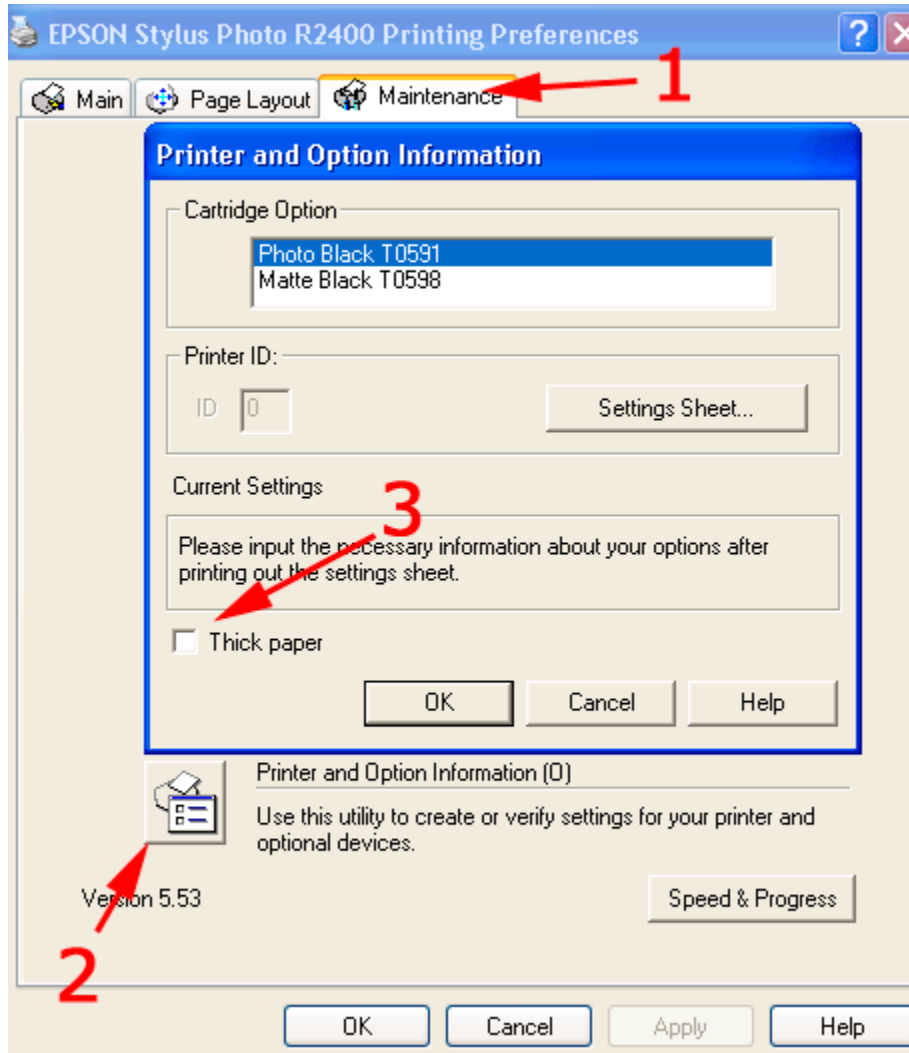 EPSON Stylus Photo R2400 Printing Preferences
?
1
Main
Page Layout
Maintenance
Printer and Option Information
Cartridge Option
Photo Black T0591
Matte Black T0598
Printer ID:
ID
0
Settings Sheet...
Current Settings
3
Please input the necessary information about your options after
printing out the settings sheet.
Thick paper
OK
Cancel
Help
Printer and Option Information (O)
Use this utility to create or verify settings for your printer and
optional devices.
Version 5.53
Speed & Progress
2
OK
Cancel
Apply
Help